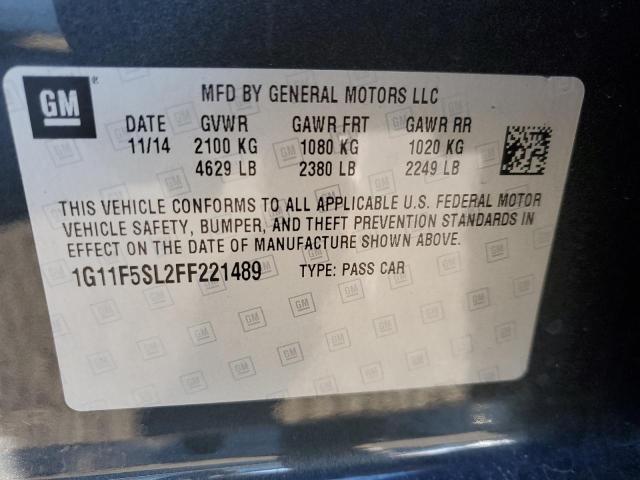 GM
MFD BY GENERAL MOTORS LLC
DATE GVWR GAWR FRT GAWR RR
11/14 2100 KG 1080 KG 1020 KG
4629 LB 2380 LB 2249 LB
THIS VEHICLE CONFORMS TO ALL APPLICABLE U.S. FEDERAL MOTOR
VEHICLE SAFETY, BUMPER, AND THEFT PREVENTION STANDARDS IN
EFFECT ON THE DATE OF MANUFACTURE SHOWN ABOVE.
1G11F5SL2FF221489 TYPE: PASS CAR